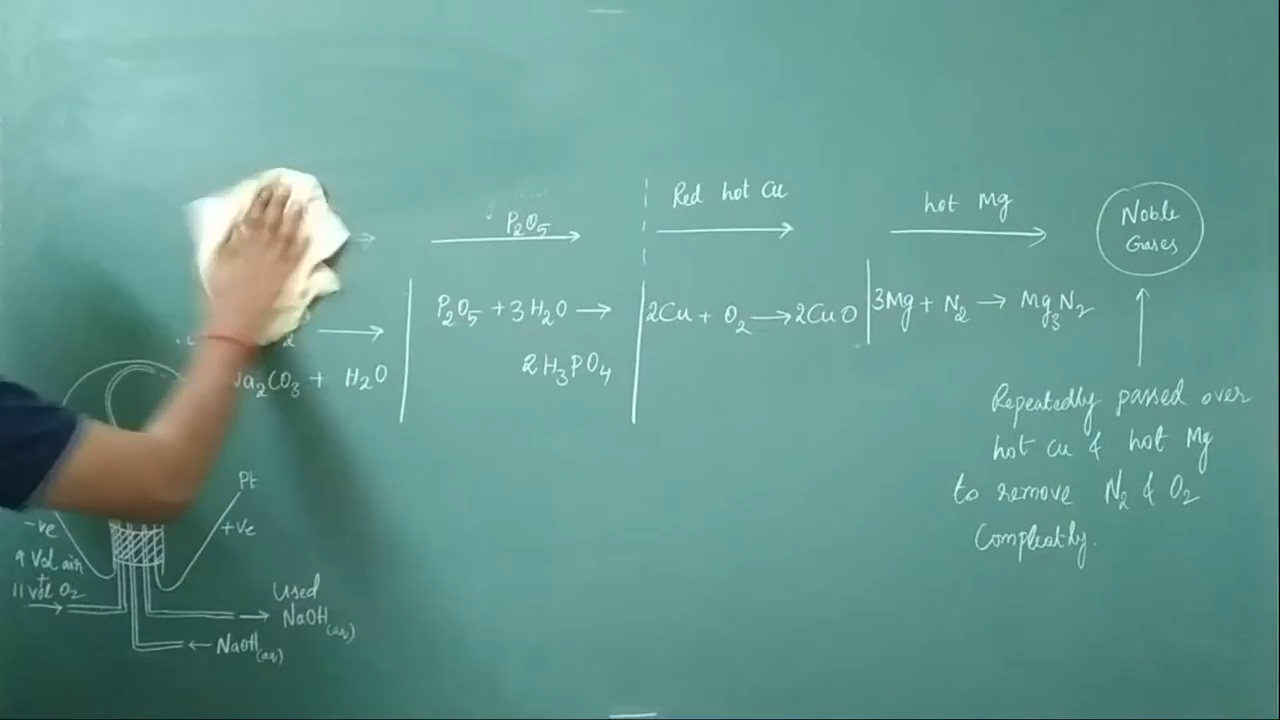 P₂O₅
Red hot Cu
hot Mg
Noble
Gases
P₂O₅ + 3H₂O →
2H₃PO₄
2Cu + O₂ → 2CuO
3Mg + N₂ → Mg₃N₂
→
Na₂CO₃ + H₂O
Repeatedly passed over
hot Cu & hot Mg
to remove N₂ & O₂
Compleatly.
Pt
-ve
+ve
9 Vol air
+
11 vol O₂
Used
NaOH(aq)
← NaOH(aq)